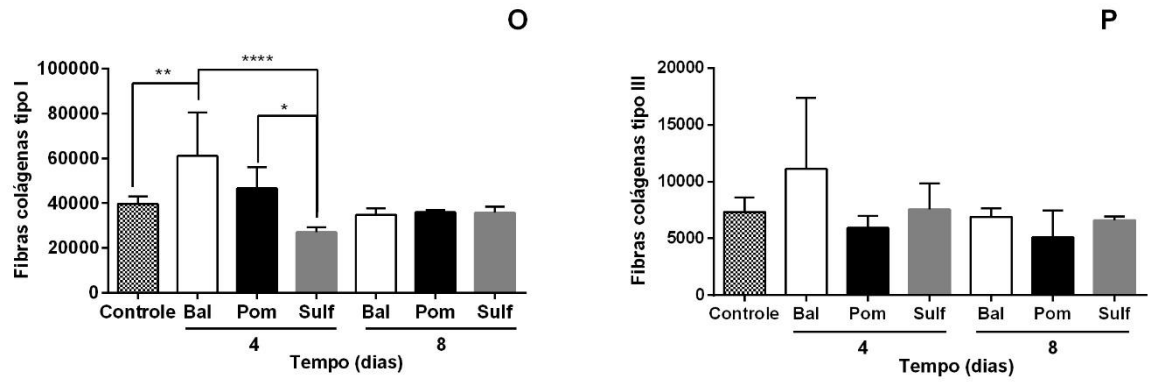 O
Fibras colágenas tipo I
100000
80000
60000
40000
20000
0
**
****
*
Controle Bal Pom Sulf Bal Pom Sulf
4 8
Tempo (dias)
P
Fibras colágenas tipo III
20000
15000
10000
5000
0
Controle Bal Pom Sulf Bal Pom Sulf
4 8
Tempo (dias)